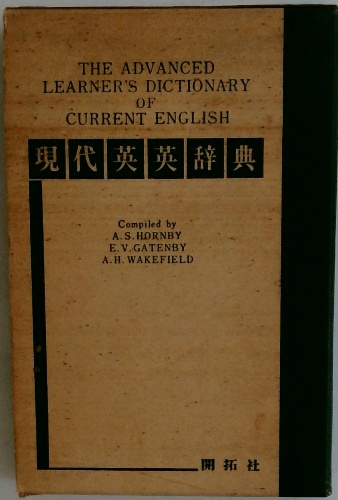 THE ADVANCED
LEARNER'S DICTIONARY
OF
CURRENT ENGLISH
現代英英辞典
Compiled by
A.S.HORNBY
E.V.GATENBY
A.H.WAKEFIELD
開拓社